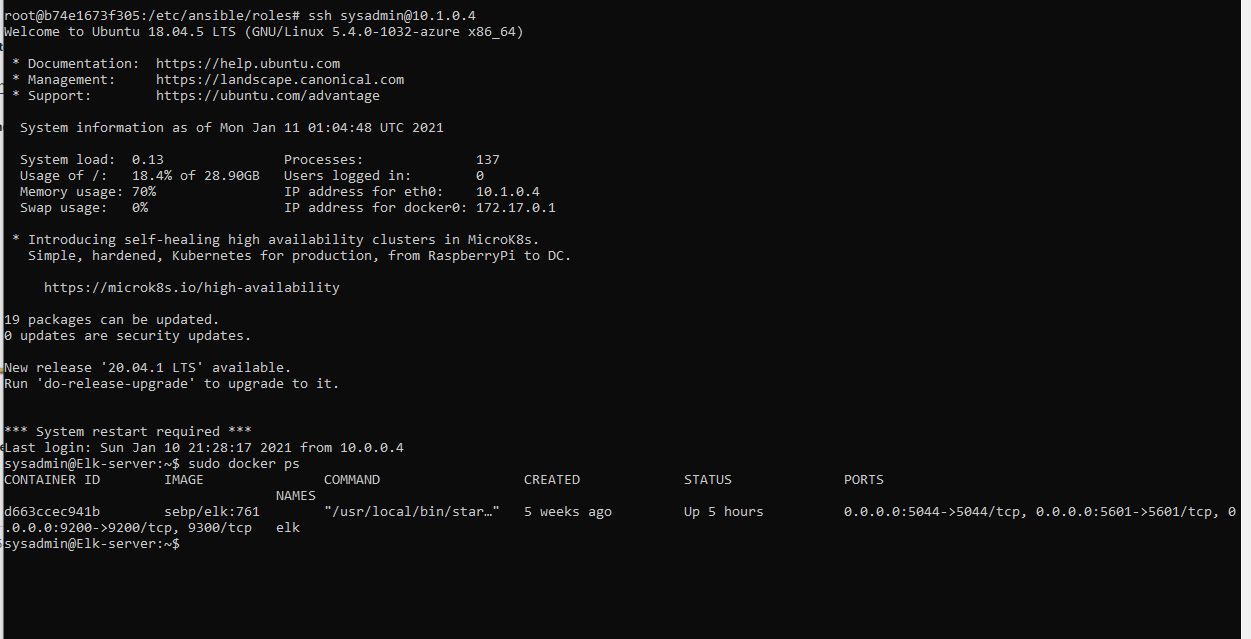 root@b74e1673f305:/etc/ansible/roles# ssh sysadmin@10.1.0.4
Welcome to Ubuntu 18.04.5 LTS (GNU/Linux 5.4.0-1032-azure x86_64)
* Documentation:  https://help.ubuntu.com
* Management:     https://landscape.canonical.com
* Support:        https://ubuntu.com/advantage
System information as of Mon Jan 11 01:04:48 UTC 2021
System load:  0.13               Processes:              137
Usage of /:   18.4% of 28.90GB   Users logged in:        0
Memory usage: 70%                IP address for eth0:    10.1.0.4
Swap usage:   0%                 IP address for docker0: 172.17.0.1
* Introducing self-healing high availability clusters in MicroK8s.
Simple, hardened, Kubernetes for production, from RaspberryPi to DC.
https://microk8s.io/high-availability
19 packages can be updated.
0 updates are security updates.
New release '20.04.1 LTS' available.
Run 'do-release-upgrade' to upgrade to it.
*** System restart required ***
Last login: Sun Jan 10 21:28:17 2021 from 10.0.0.4
sysadmin@Elk-server:~$ sudo docker ps
CONTAINER ID        IMAGE               COMMAND                  CREATED             STATUS              PORTS
NAMES
d663ccec941b        sebp/elk:761        "/usr/local/bin/star…"   5 weeks ago         Up 5 hours          0.0.0.0:5044->5044/tcp, 0.0.0.0:5601->5601/tcp, 0
.0.0.0:9200->9200/tcp, 9300/tcp   elk
sysadmin@Elk-server:~$